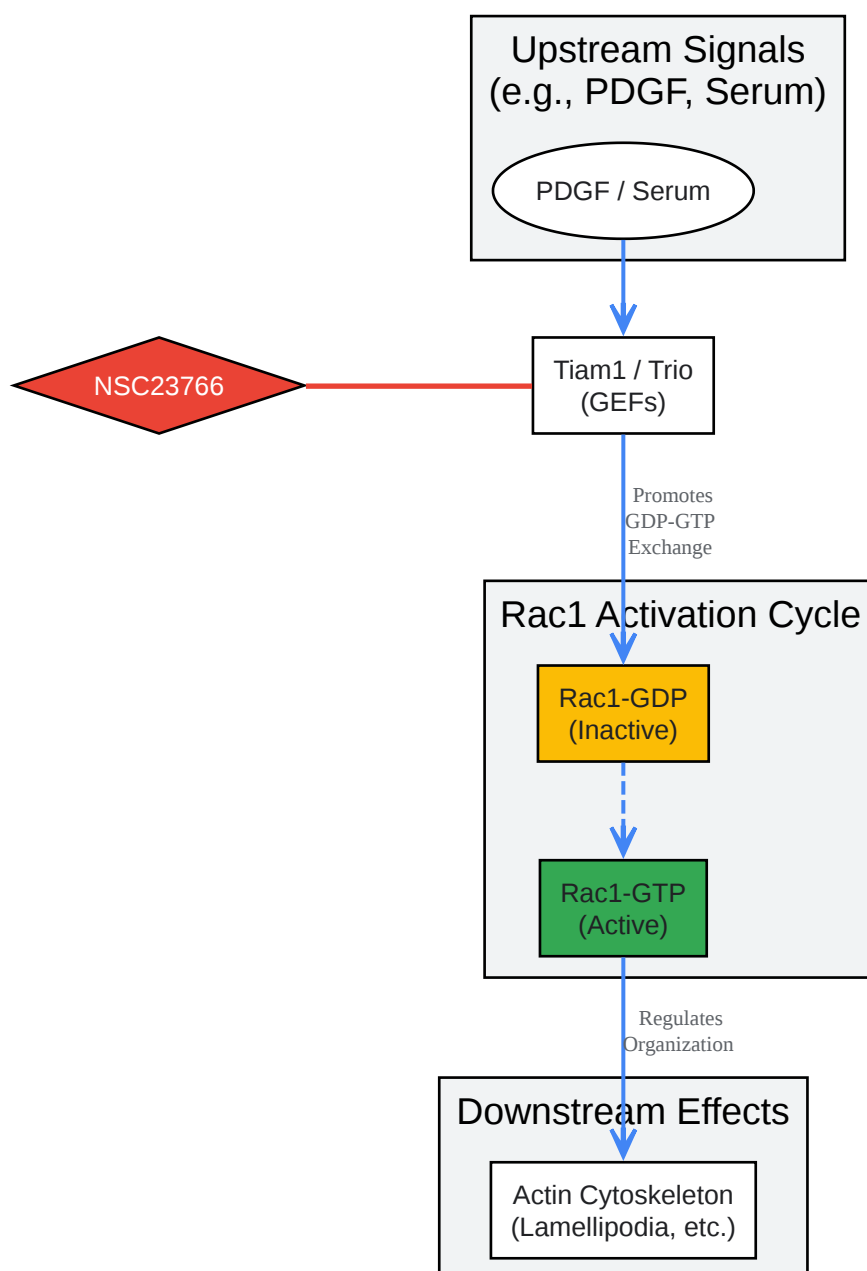 Upstream Signals
(e.g., PDGF, Serum)
PDGF / Serum
NSC23766
Tiam1 / Trio
(GEFs)
Promotes
GDP-GTP
Exchange
Rac1 Activation Cycle
Rac1-GDP
(Inactive)
Rac1-GTP
(Active)
Regulates
Organization
Downstream Effects
Actin Cytoskeleton
(Lamellipodia, etc.)